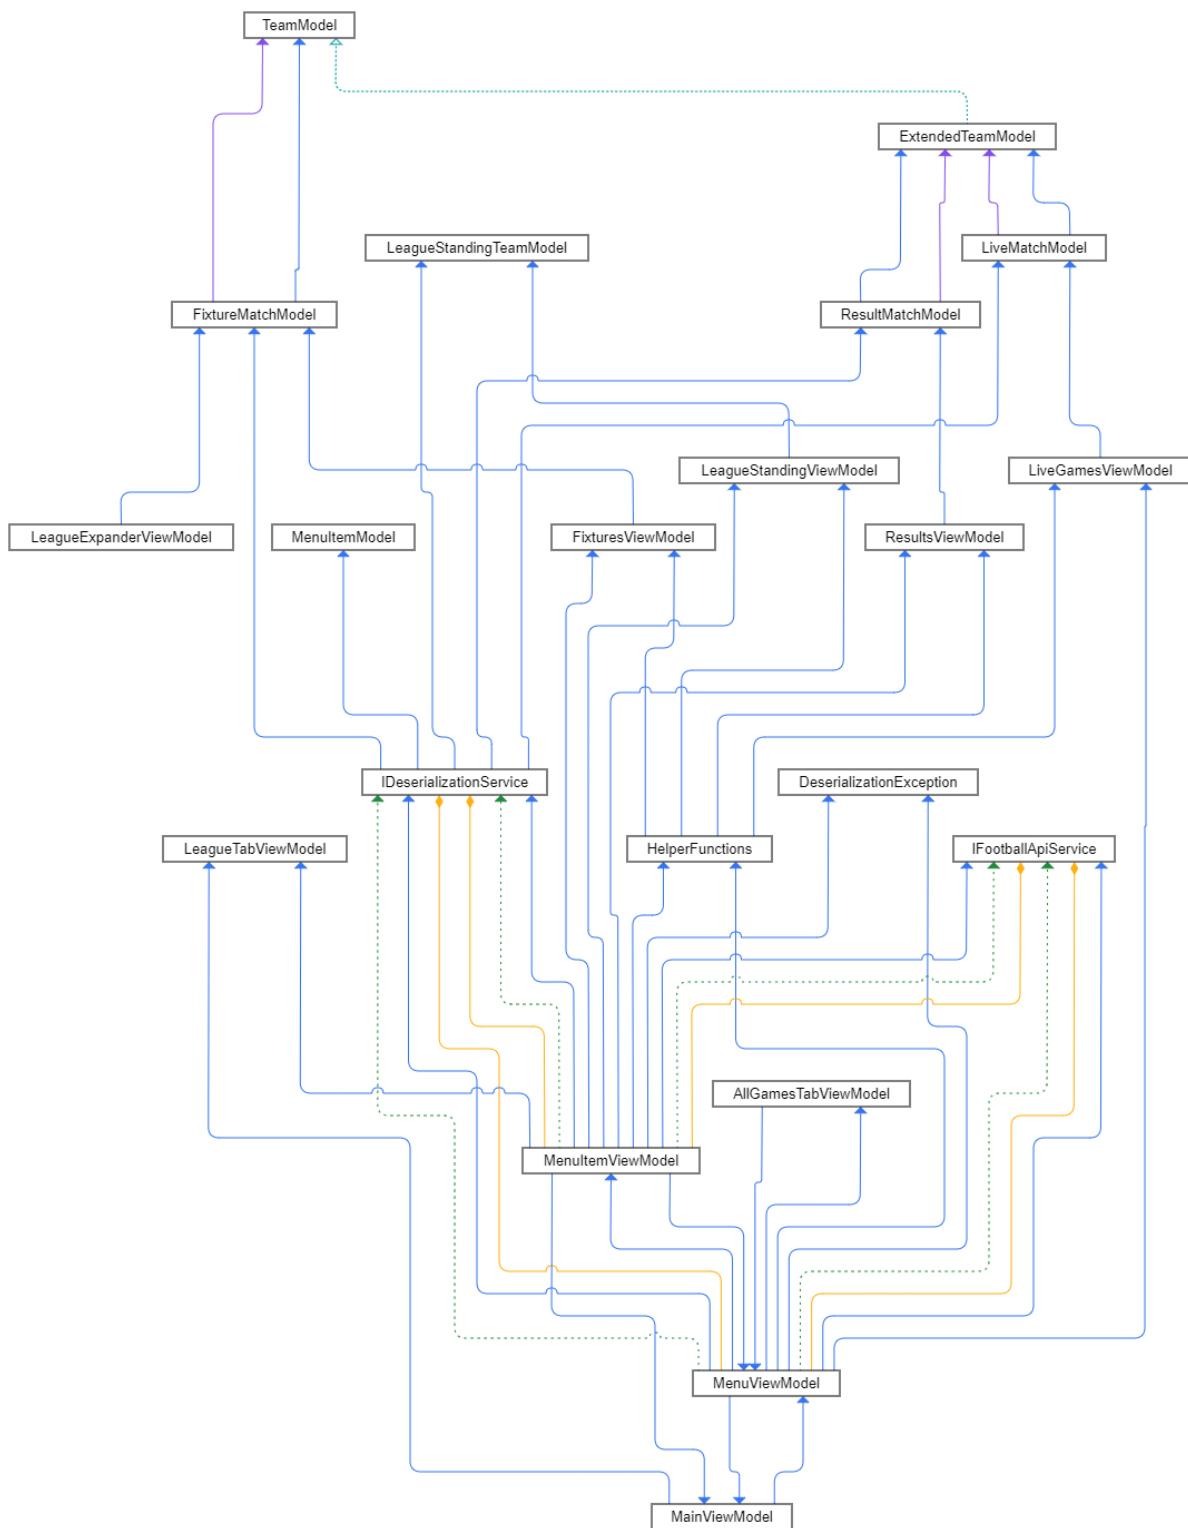 TeamModel
ExtendedTeamModel
LeagueStandingTeamModel
LiveMatchModel
FixtureMatchModel
ResultMatchModel
LeagueStandingViewModel
LiveGamesViewModel
LeagueExpanderViewModel
MenuItemModel
FixturesViewModel
ResultsViewModel
IDeserializationService
DeserializationException
LeagueTabViewModel
HelperFunctions
IFootballApiService
AllGamesTabViewModel
MenuItemViewModel
MenuViewModel
MainViewModel